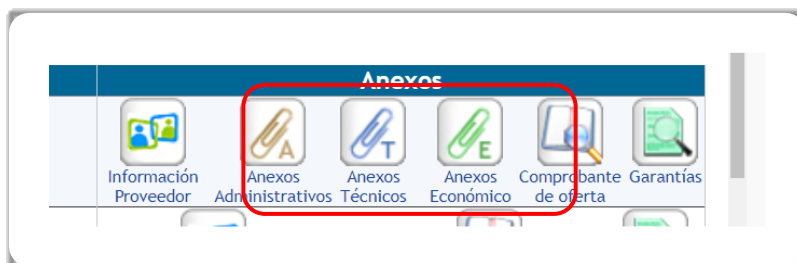 Anexos
A T E
Información Anexos Anexos Anexos Comprobante Garantías
Proveedor Administrativos Técnicos Económico de oferta